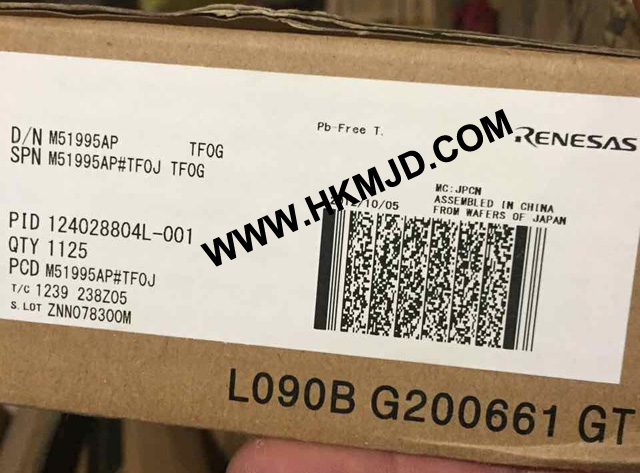 Pb-Free T.
RENESAS
D/N M51995AP TF0G
SPN M51995AP#TF0J TF0G
MC:JPCN
ASSEMBLED IN CHINA
FROM WAFERS OF JAPAN
12/10/05
PID 124028804L-001
QTY 1125
PCD M51995AP#TF0J
T/C 1239 238Z05
S.LOT ZNN078300M
WWW.HKMJD.COM
L090B G200661 GT